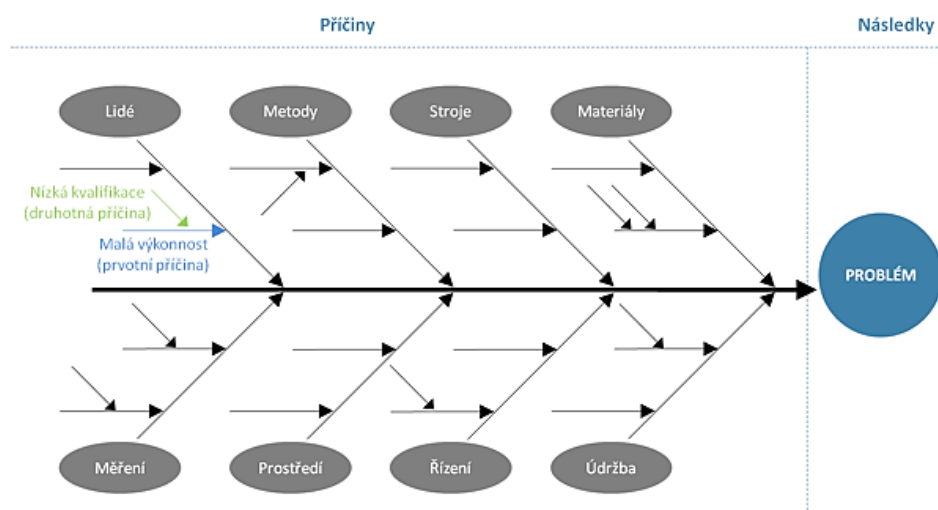 Příčiny
Následky
Lidé
Metody
Stroje
Materiály
Nízká kvalifikace
(druhotná příčina)
Malá výkonnost
(prvotní příčina)
PROBLÉM
Měření
Prostředí
Řízení
Údržba